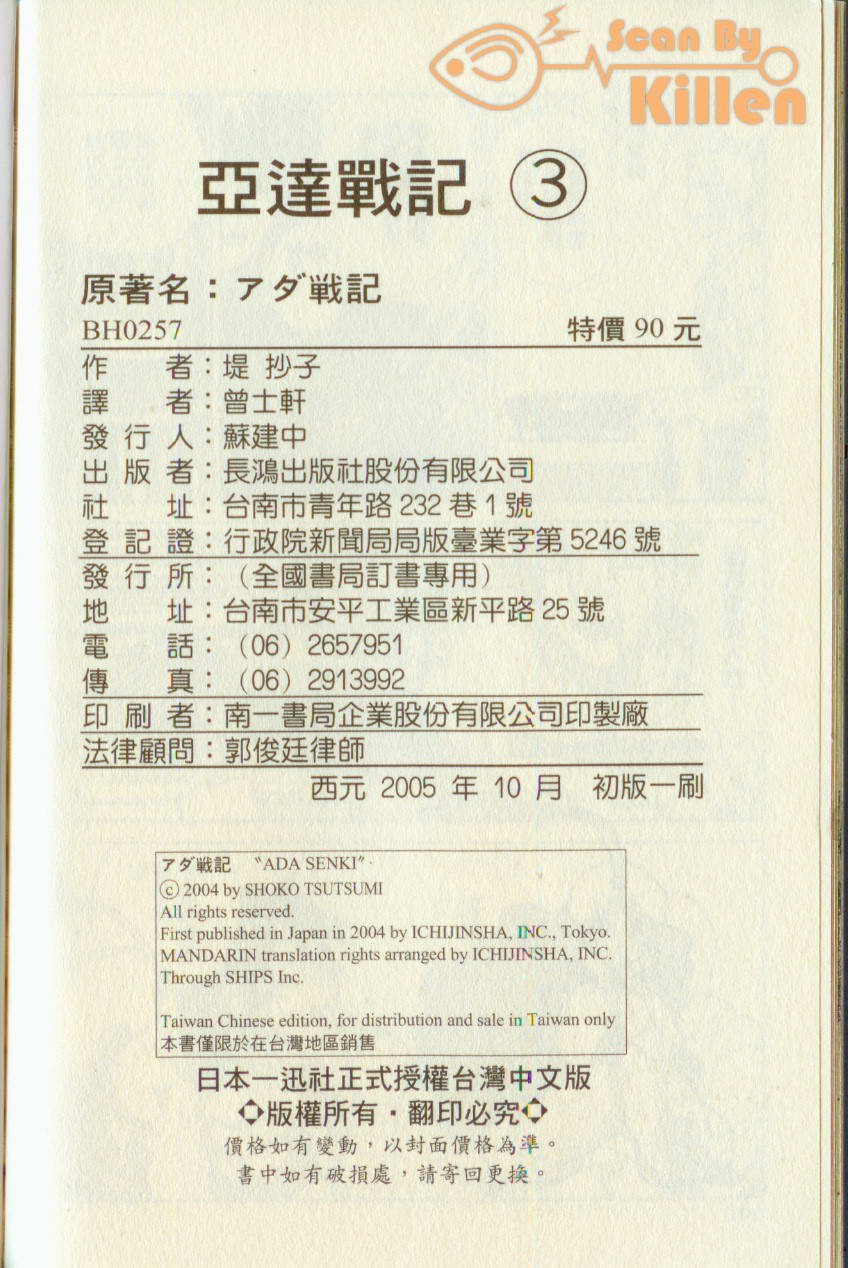 Scan By
Killen
亞達戰記 ③
原著名：アダ戦記
BH0257 特價 90 元
作者：堤 抄子
譯者：曾士軒
發行人：蘇建中
出版者：長鴻出版社股份有限公司
社址：台南市青年路 232 巷 1 號
登記證：行政院新聞局局版臺業字第 5246 號
發行所：（全國書局訂書專用）
地址：台南市安平工業區新平路 25 號
電話：（06）2657951
傳真：（06）2913992
印刷者：南一書局企業股份有限公司印製廠
法律顧問：郭俊廷律師
西元 2005 年 10 月 初版一刷
アダ戦記 〝ADA SENKI〞
ⓒ 2004 by SHOKO TSUTSUMI
All rights reserved.
First published in Japan in 2004 by ICHIJINSHA, INC., Tokyo.
MANDARIN translation rights arranged by ICHIJINSHA, INC.
Through SHIPS Inc.
Taiwan Chinese edition, for distribution and sale in Taiwan only
本書僅限於在台灣地區銷售
日本一迅社正式授權台灣中文版
版權所有・翻印必究
價格如有變動，以封面價格為準。
書中如有破損處，請寄回更換。